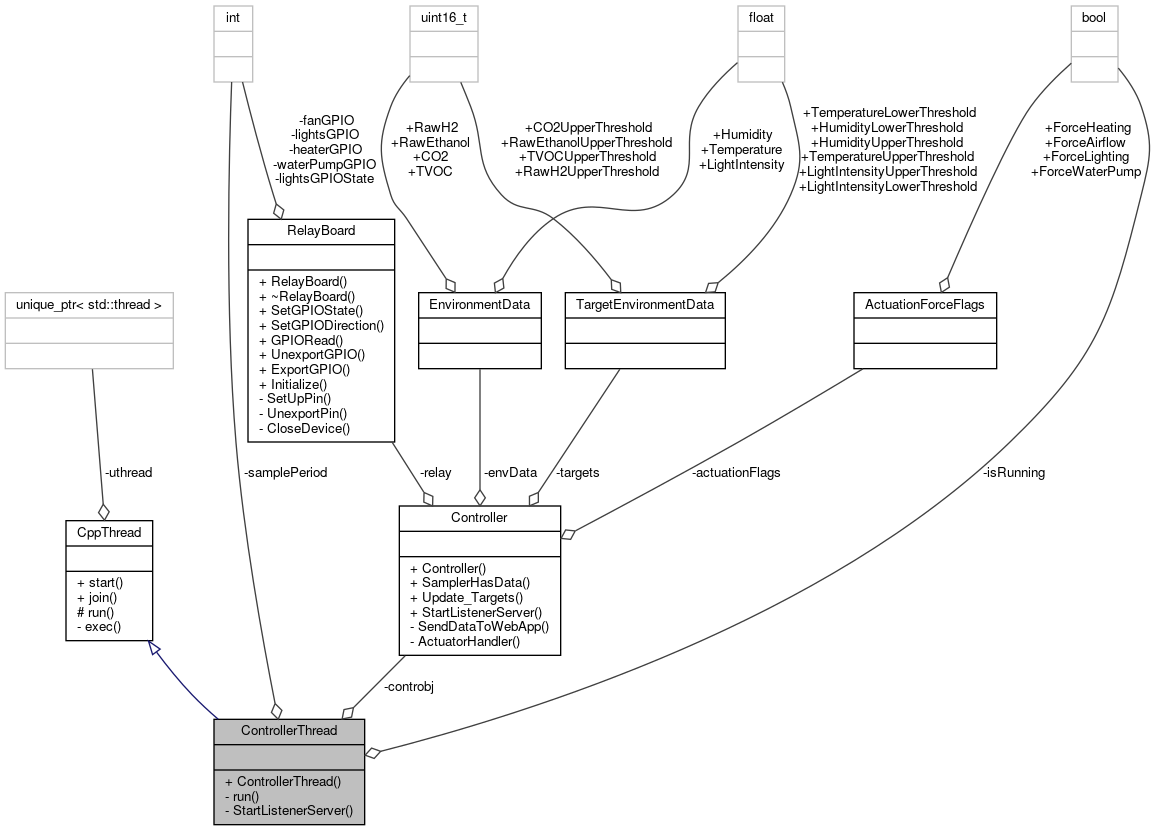 int
uint16_t
float
bool
-fanGPIO
-lightsGPIO
-heaterGPIO
-waterPumpGPIO
-lightsGPIOState
+RawH2
+RawEthanol
+CO2
+TVOC
+CO2UpperThreshold
+RawEthanolUpperThreshold
+TVOCUpperThreshold
+RawH2UpperThreshold
+Humidity
+Temperature
+LightIntensity
+TemperatureLowerThreshold
+HumidityLowerThreshold
+HumidityUpperThreshold
+TemperatureUpperThreshold
+LightIntensityUpperThreshold
+LightIntensityLowerThreshold
+ForceHeating
+ForceAirflow
+ForceLighting
+ForceWaterPump
RelayBoard
+ RelayBoard()
+ ~RelayBoard()
+ SetGPIOState()
+ SetGPIODirection()
+ GPIORead()
+ UnexportGPIO()
+ ExportGPIO()
+ Initialize()
- SetUpPin()
- UnexportPin()
- CloseDevice()
unique_ptr< std::thread >
EnvironmentData
TargetEnvironmentData
ActuationForceFlags
-uthread
-samplePeriod
-relay
-envData
-targets
-actuationFlags
-isRunning
CppThread
+ start()
+ join()
# run()
- exec()
Controller
+ Controller()
+ SamplerHasData()
+ Update_Targets()
+ StartListenerServer()
- SendDataToWebApp()
- ActuatorHandler()
-controbj
ControllerThread
+ ControllerThread()
- run()
- StartListenerServer()